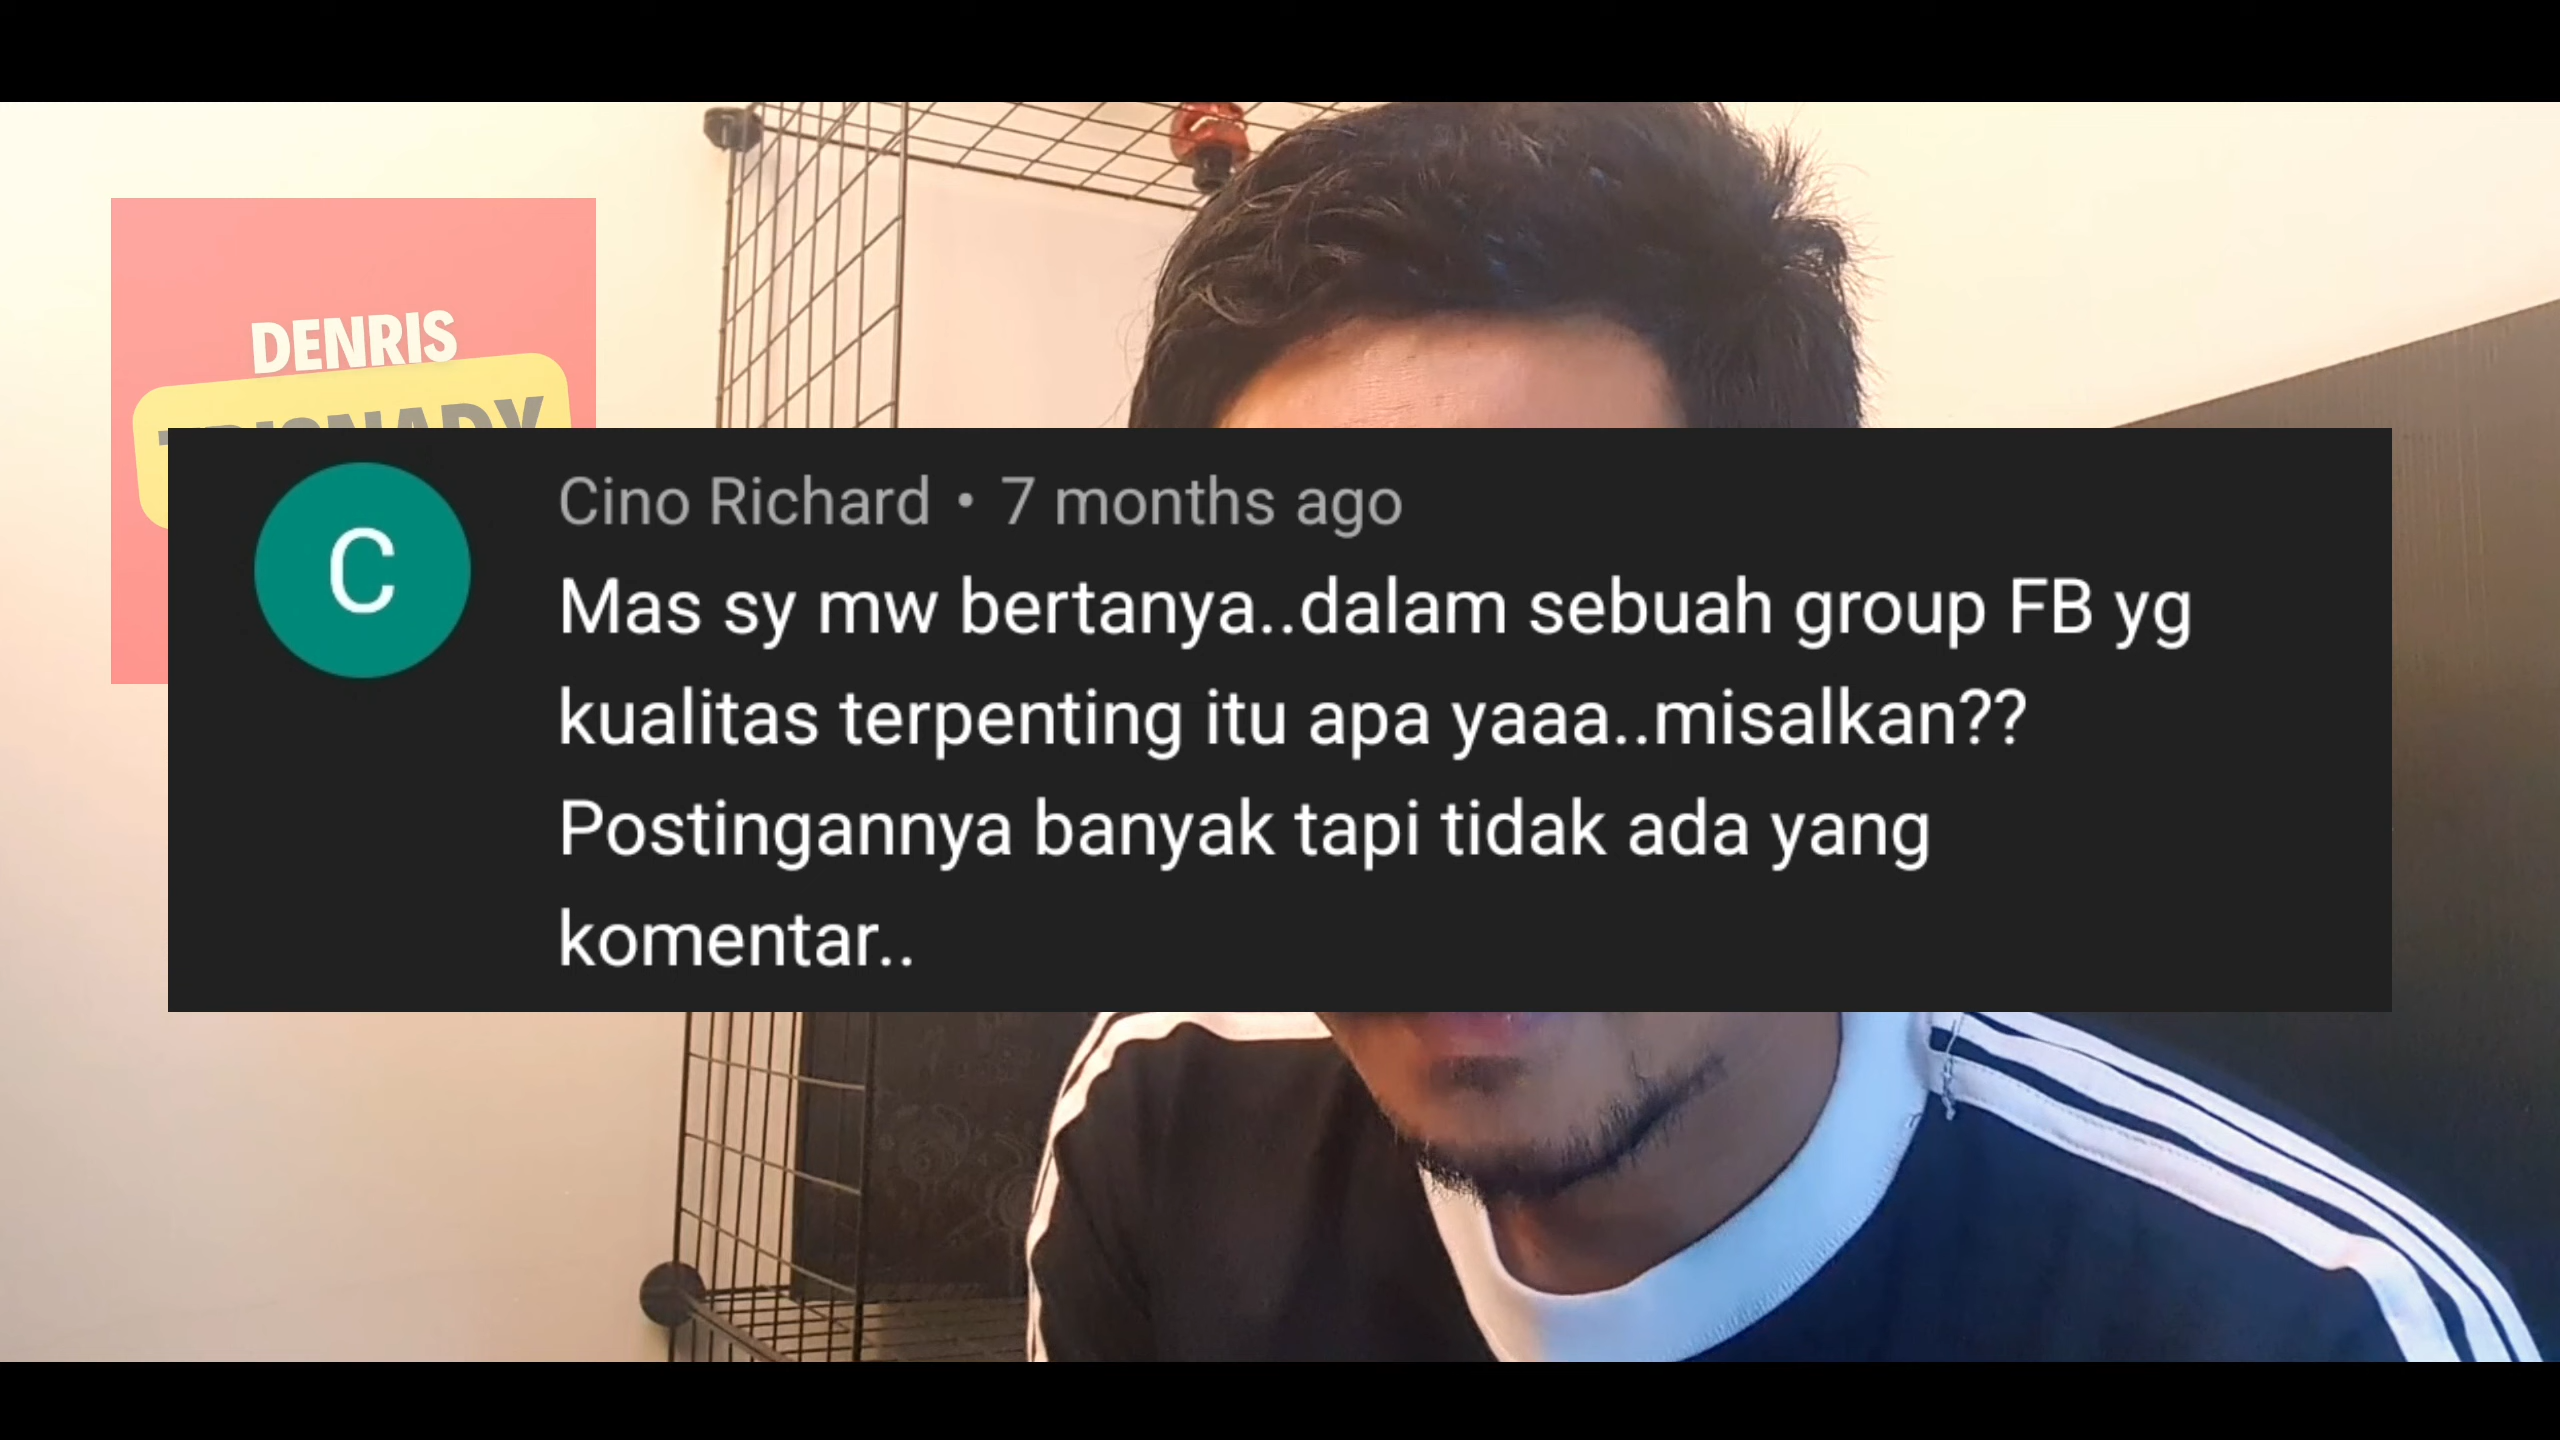 DENRIS
Cino Richard • 7 months ago
C
Mas sy mw bertanya..dalam sebuah group FB yg
kualitas terpenting itu apa yaaa..misalkan??
Postingannya banyak tapi tidak ada yang
komentar..